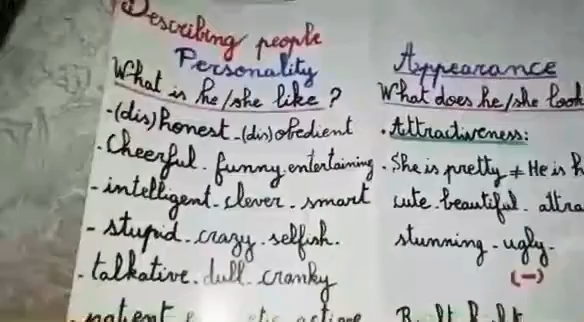 Describing people
Personality
What is he/she like?
-(dis)honest-(dis)obedient
-Cheerful.funny.entertaining.
-intelligent.clever.smart
-stupid.crazy.selfish.
-talkative.dull.cranky
Appearance
What does he/she look
•Attractiveness:
•She is pretty ≠ He is h
cute.beautiful.attra
stunning-ugly-
(-)